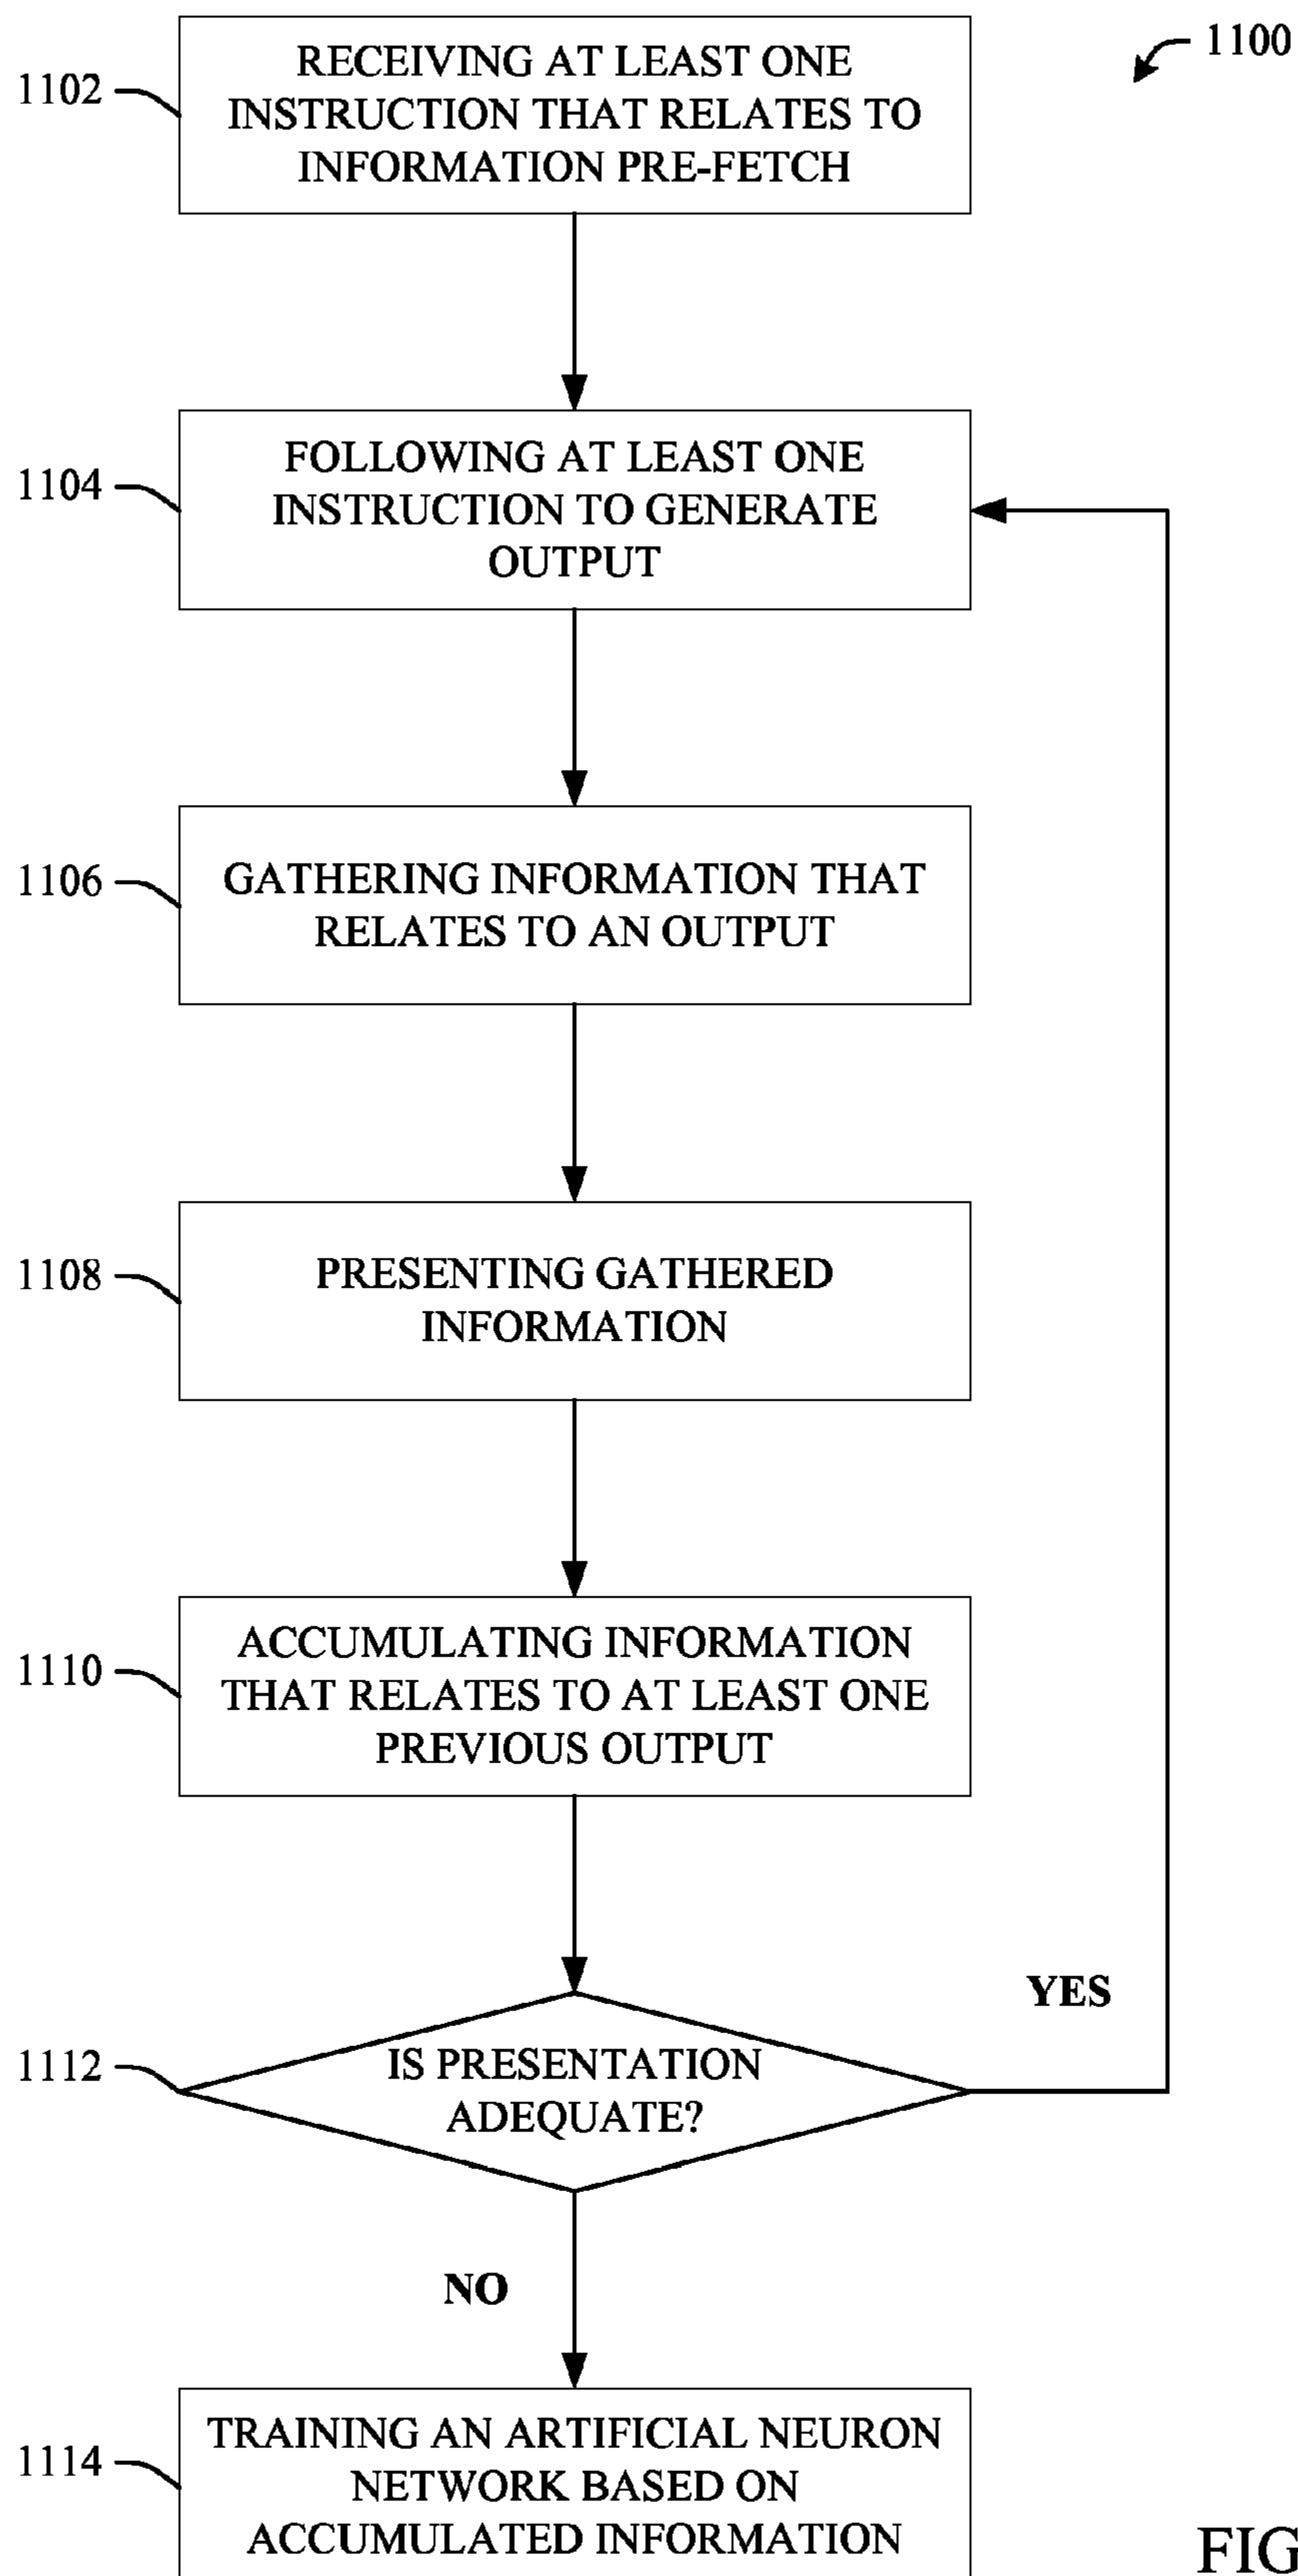 1100
1102
RECEIVING AT LEAST ONE
INSTRUCTION THAT RELATES TO
INFORMATION PRE-FETCH
1104
FOLLOWING AT LEAST ONE
INSTRUCTION TO GENERATE
OUTPUT
1106
GATHERING INFORMATION THAT
RELATES TO AN OUTPUT
1108
PRESENTING GATHERED
INFORMATION
1110
ACCUMULATING INFORMATION
THAT RELATES TO AT LEAST ONE
PREVIOUS OUTPUT
YES
1112
IS PRESENTATION
ADEQUATE?
NO
1114
TRAINING AN ARTIFICIAL NEURON
NETWORK BASED ON
ACCUMULATED INFORMATION
FIG